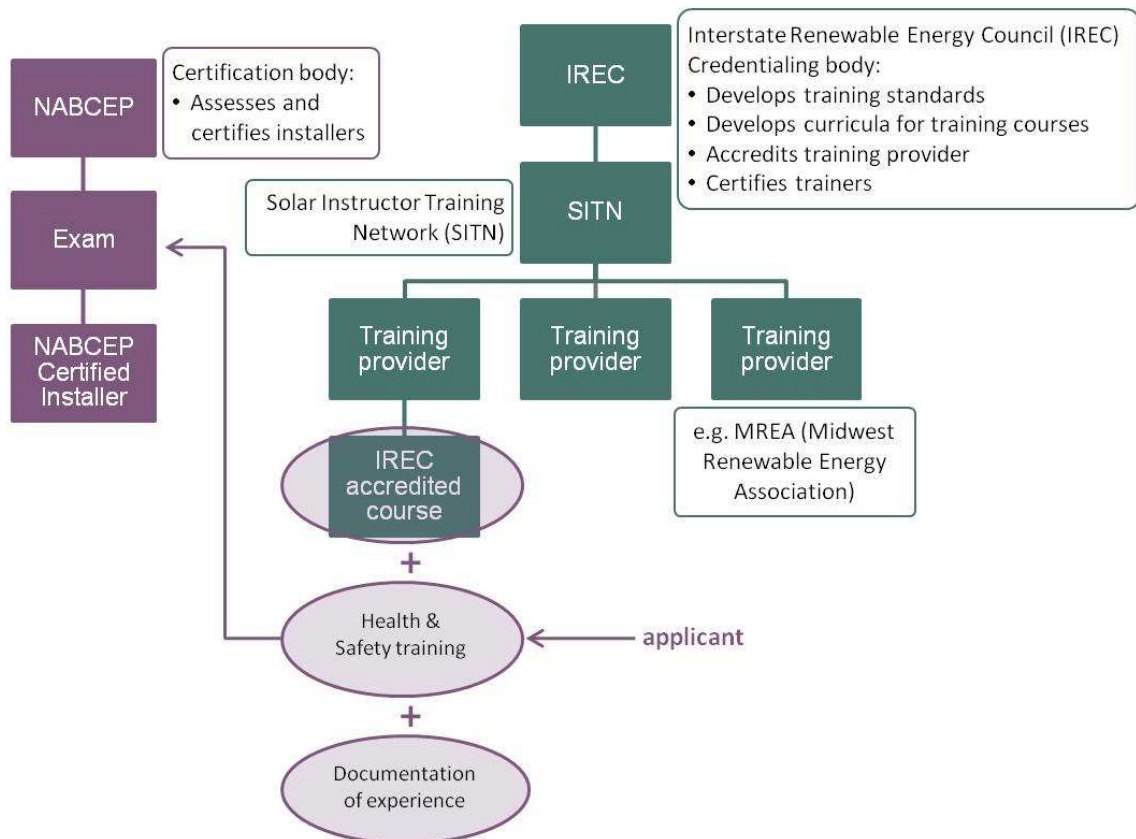 NABCEP
Certification body:
• Assesses and
certifies installers
Exam
NABCEP
Certified
Installer
IREC
Interstate Renewable Energy Council (IREC)
Credentialing body:
• Develops training standards
• Develops curricula for training courses
• Accredits training provider
• Certifies trainers
Solar Instructor Training
Network (SITN)
SITN
Training
provider
Training
provider
Training
provider
e.g. MREA (Midwest
Renewable Energy
Association)
IREC
accredited
course
+
Health &
Safety training
applicant
+
Documentation
of experience